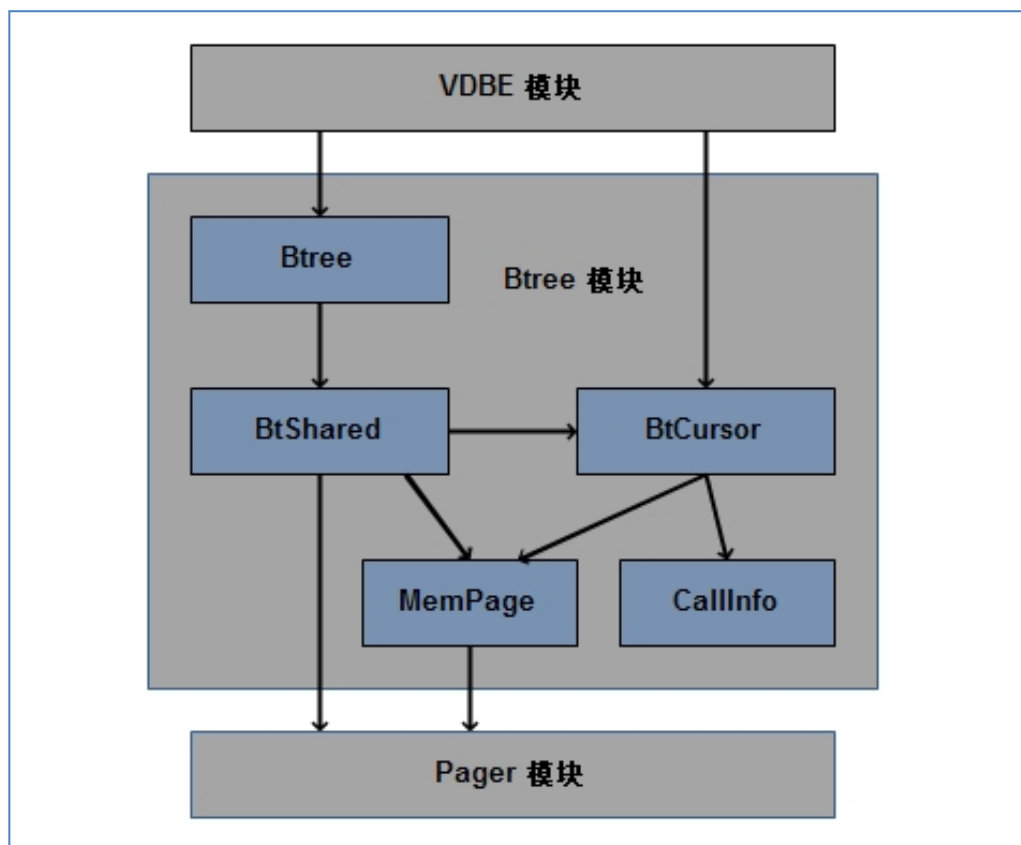 VDBE 模块
Btree
Btree 模块
BtShared
BtCursor
MemPage
CallInfo
Pager 模块